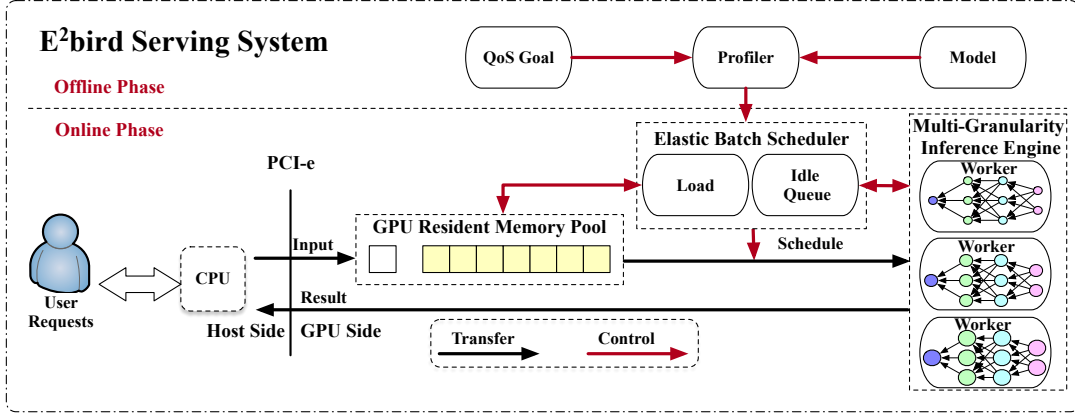 E²bird Serving System
QoS Goal
Profiler
Model
Offline Phase
Online Phase
Elastic Batch Scheduler
Load
Idle
Queue
Multi-Granularity
Inference Engine
Worker
Worker
Worker
PCI-e
GPU Resident Memory Pool
Input
Schedule
CPU
User
Requests
Result
Host Side
GPU Side
Transfer
Control